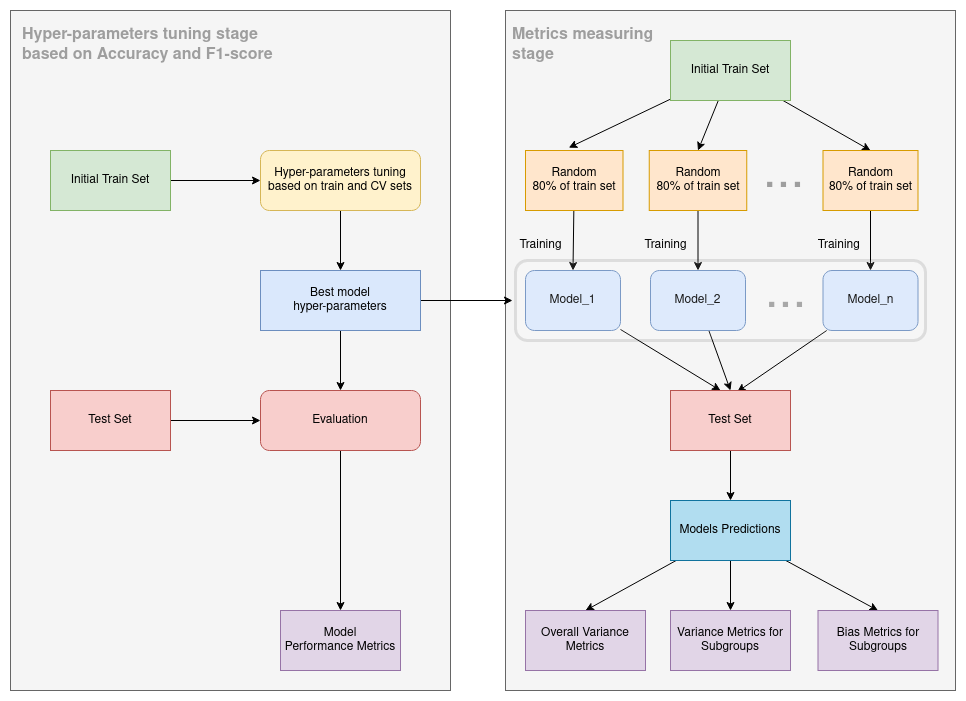 Hyper-parameters tuning stage
based on Accuracy and F1-score
Initial Train Set
Hyper-parameters tuning
based on train and CV sets
Best model
hyper-parameters
Test Set
Evaluation
Model
Performance Metrics
Metrics measuring
stage
Initial Train Set
Random
80% of train set
Random
80% of train set
...
Random
80% of train set
Training
Training
Training
Model_1
Model_2
...
Model_n
Test Set
Models Predictions
Overall Variance
Metrics
Variance Metrics for
Subgroups
Bias Metrics for
Subgroups